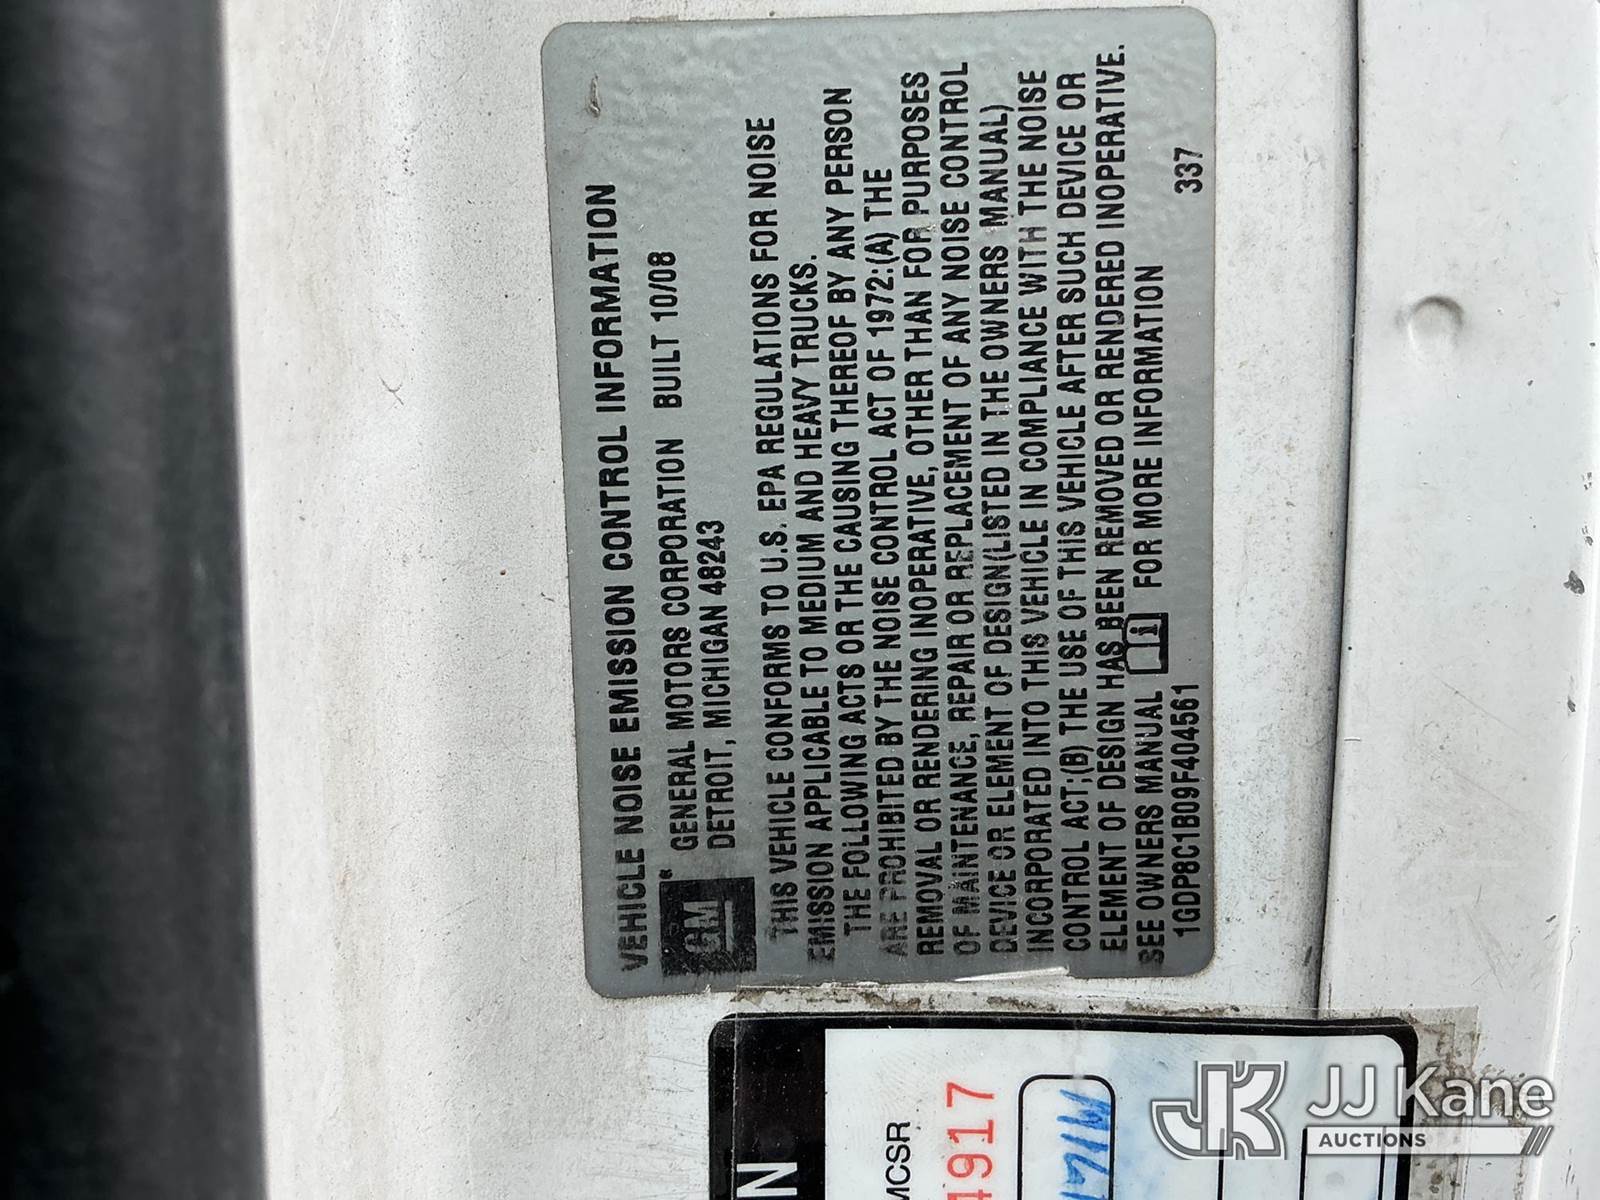 VEHICLE NOISE EMISSION CONTROL INFORMATION
GM
GENERAL MOTORS CORPORATION BUILT 10/08
DETROIT, MICHIGAN 48243
THIS VEHICLE CONFORMS TO U.S. EPA REGULATIONS FOR NOISE
EMISSION APPLICABLE TO MEDIUM AND HEAVY TRUCKS.
THE FOLLOWING ACTS OR THE CAUSING THEREOF BY ANY PERSON
ARE PROHIBITED BY THE NOISE CONTROL ACT OF 1972:(A) THE
REMOVAL OR RENDERING INOPERATIVE, OTHER THAN FOR PURPOSES
OF MAINTENANCE, REPAIR OR REPLACEMENT OF ANY NOISE CONTROL
DEVICE OR ELEMENT OF DESIGN(LISTED IN THE OWNERS MANUAL)
INCORPORATED INTO THIS VEHICLE IN COMPLIANCE WITH THE NOISE
CONTROL ACT;(B) THE USE OF THIS VEHICLE AFTER SUCH DEVICE OR
ELEMENT OF DESIGN HAS BEEN REMOVED OR RENDERED INOPERATIVE.
SEE OWNERS MANUAL i FOR MORE INFORMATION
1GDP8C1B09F404561 337
N
MCSR
4917
JJ Kane
AUCTIONS